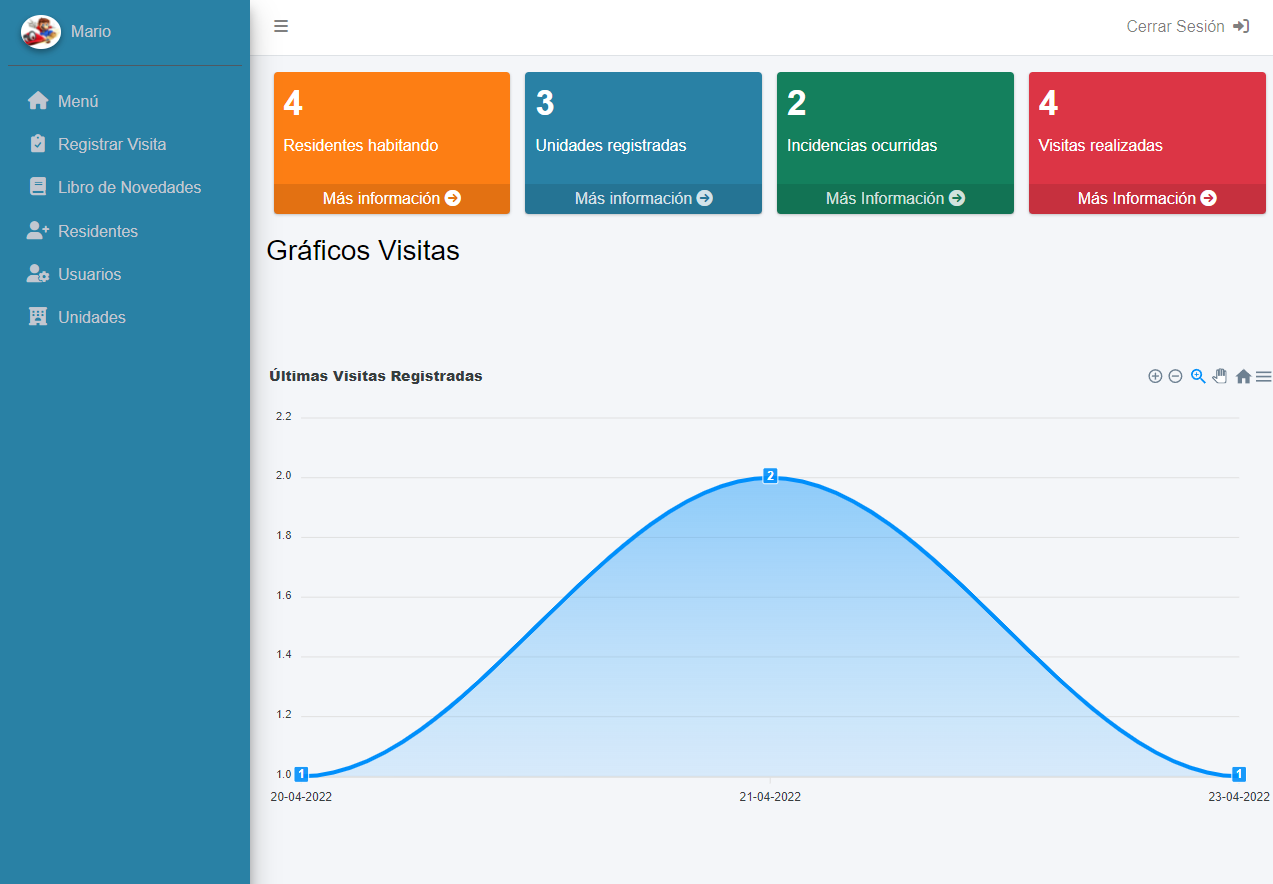 Mario
Cerrar Sesión
Menú
Registrar Visita
Libro de Novedades
Residentes
Usuarios
Unidades
4
Residentes habitando
Más información
3
Unidades registradas
Más información
2
Incidencias ocurridas
Más Información
4
Visitas realizadas
Más Información
Gráficos Visitas
Últimas Visitas Registradas
2.2
2.0
1.8
1.6
1.4
1.2
1.0
1
2
1
20-04-2022
21-04-2022
23-04-2022